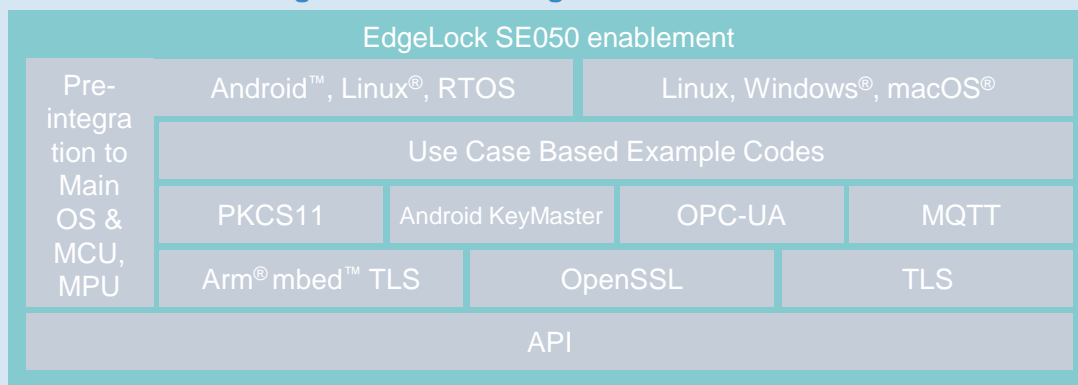 EdgeLock SE050 enablement
Pre-
integra
tion to
Main
OS &
MCU,
MPU
Android™, Linux®, RTOS
Linux, Windows®, macOS®
Use Case Based Example Codes
PKCS11
Android KeyMaster
OPC-UA
MQTT
Arm® mbed™ TLS
OpenSSL
TLS
API